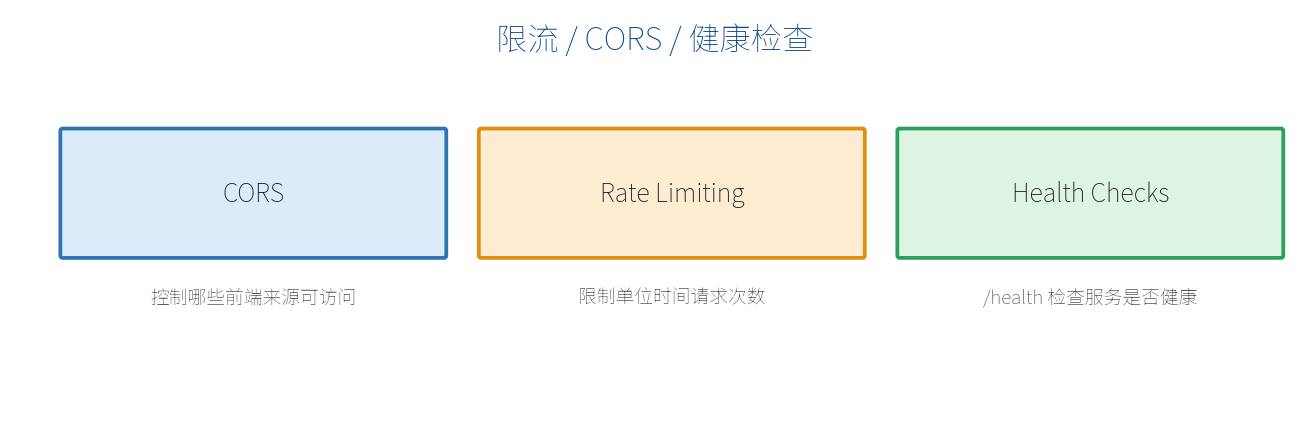 限流 / CORS / 健康检查
CORS
Rate Limiting
Health Checks
控制哪些前端来源可访问
限制单位时间请求次数
/health 检查服务是否健康